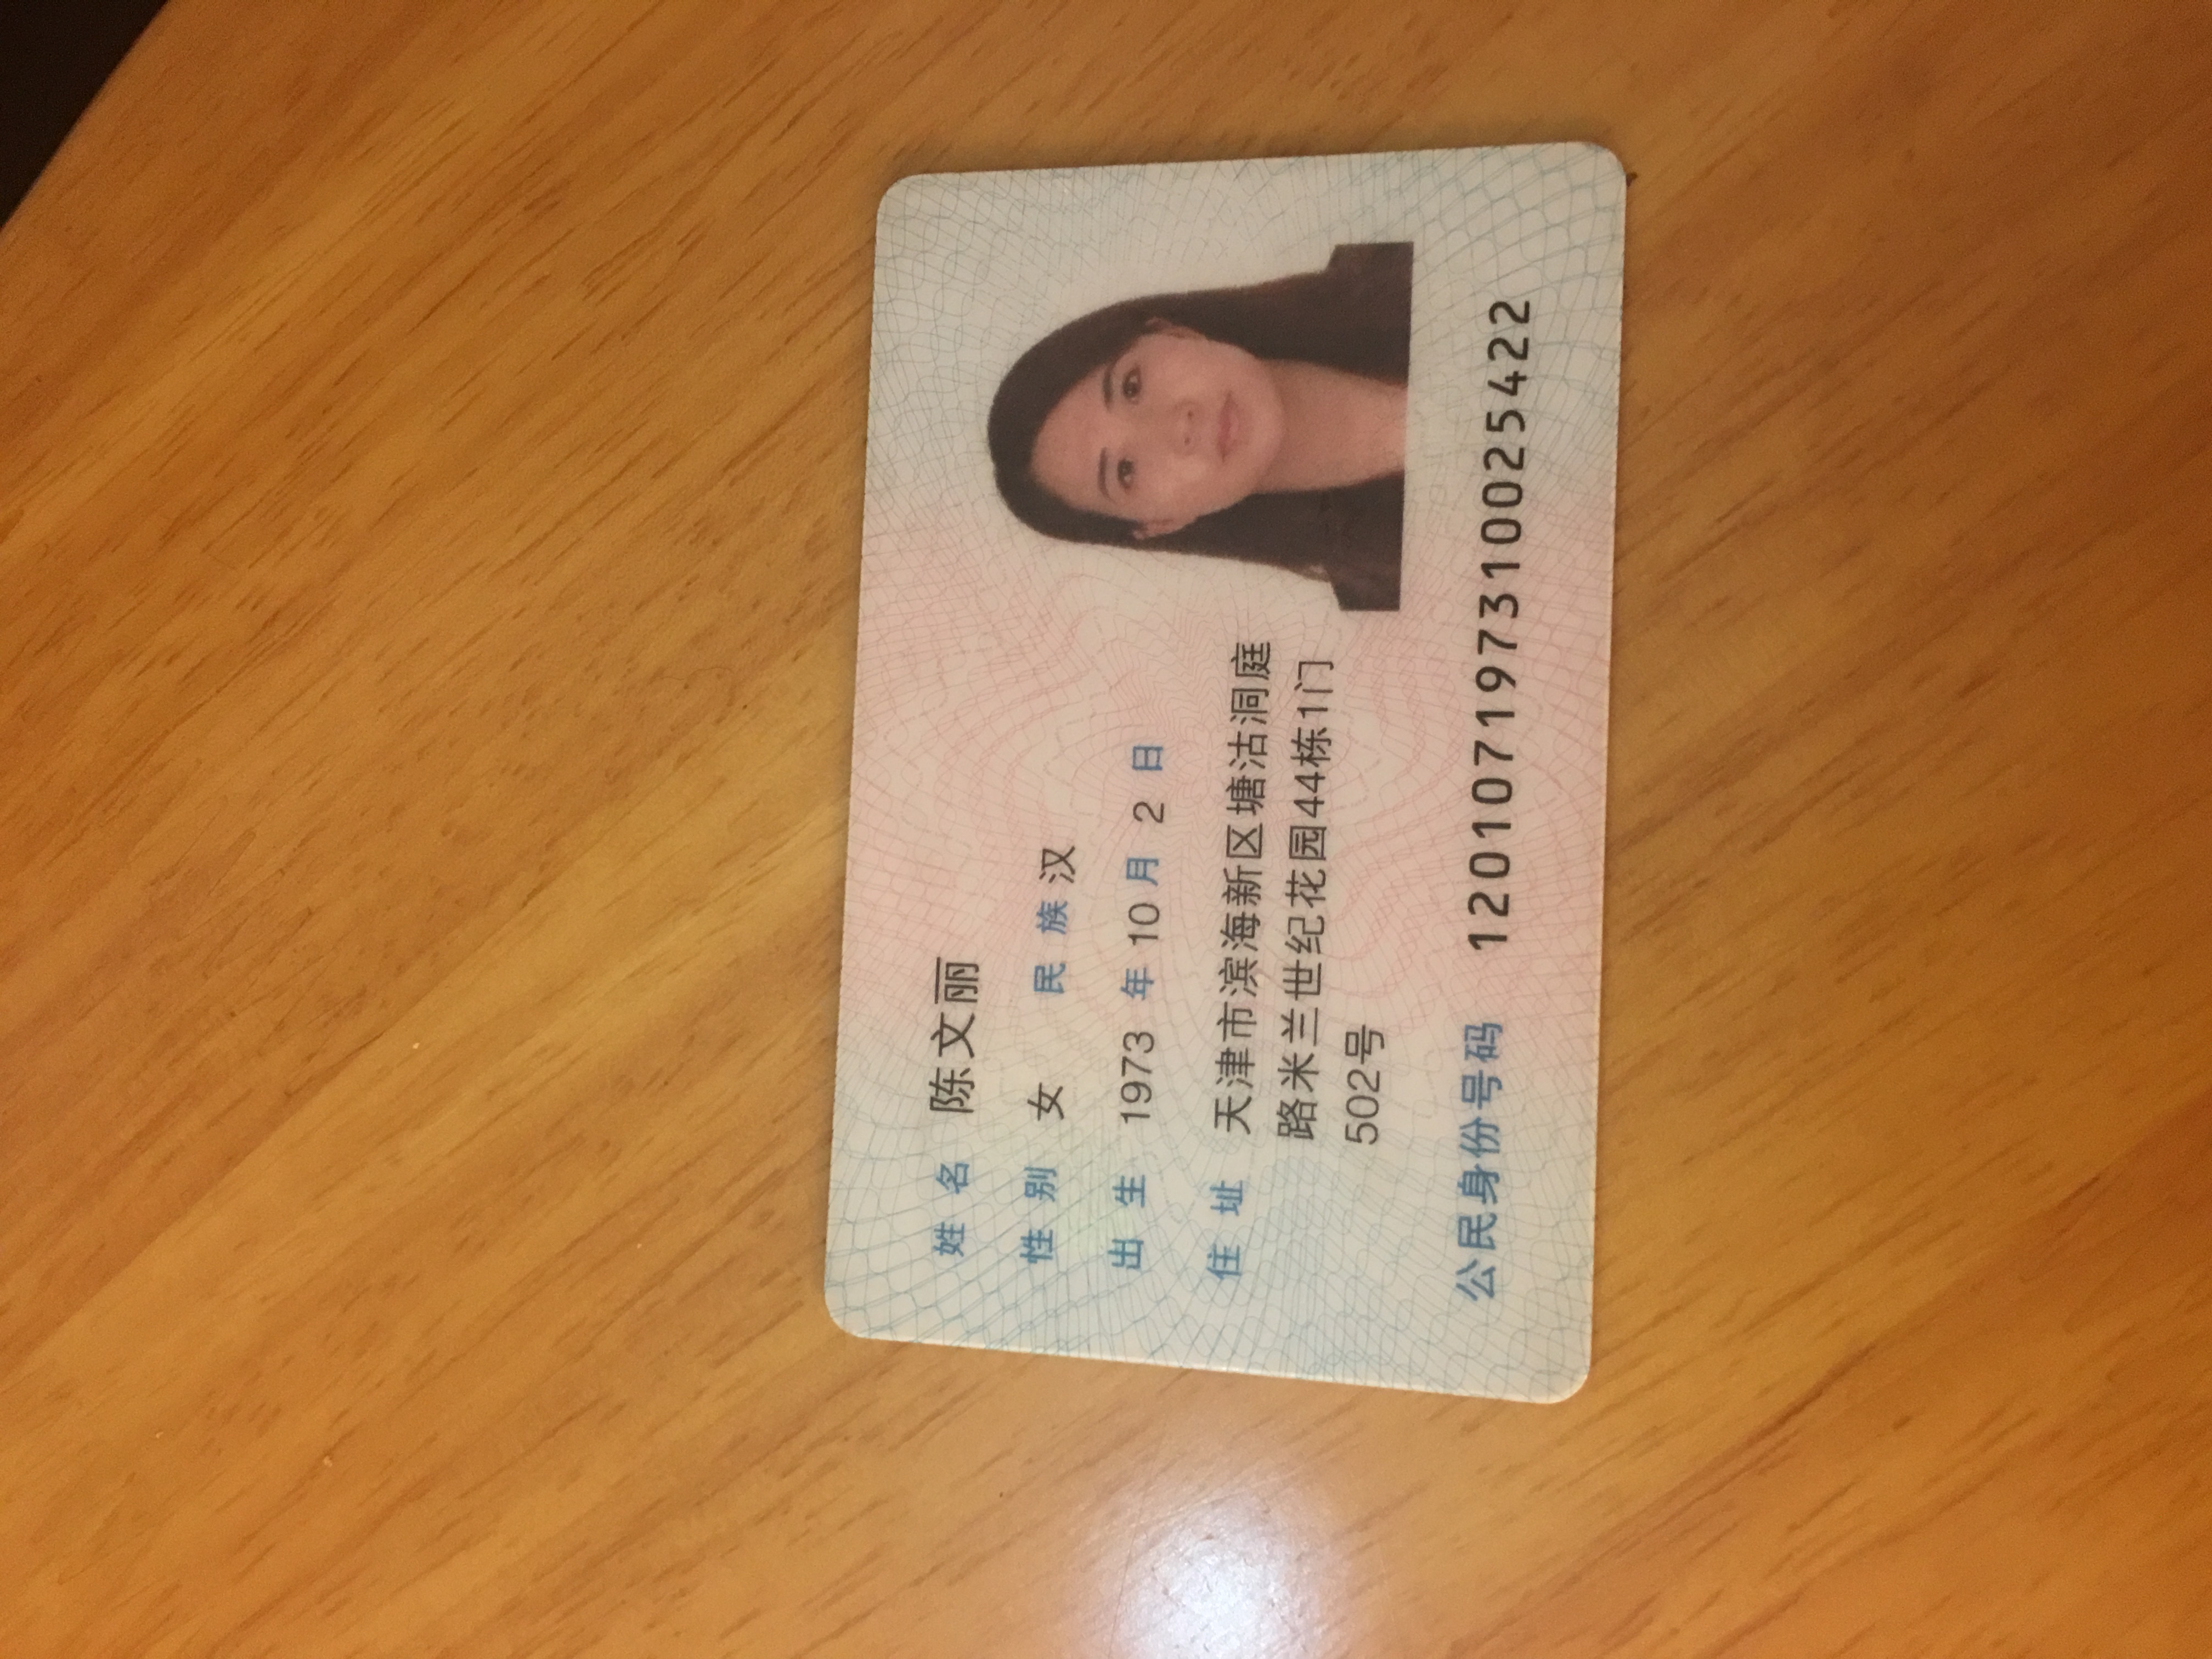 姓名 陈文丽
性别 女 民族 汉
出生 1973 年 10 月 2 日
住址 天津市滨海新区塘沽洞庭
路米兰世纪花园44栋1门
502号
公民身份号码 120107197310025422